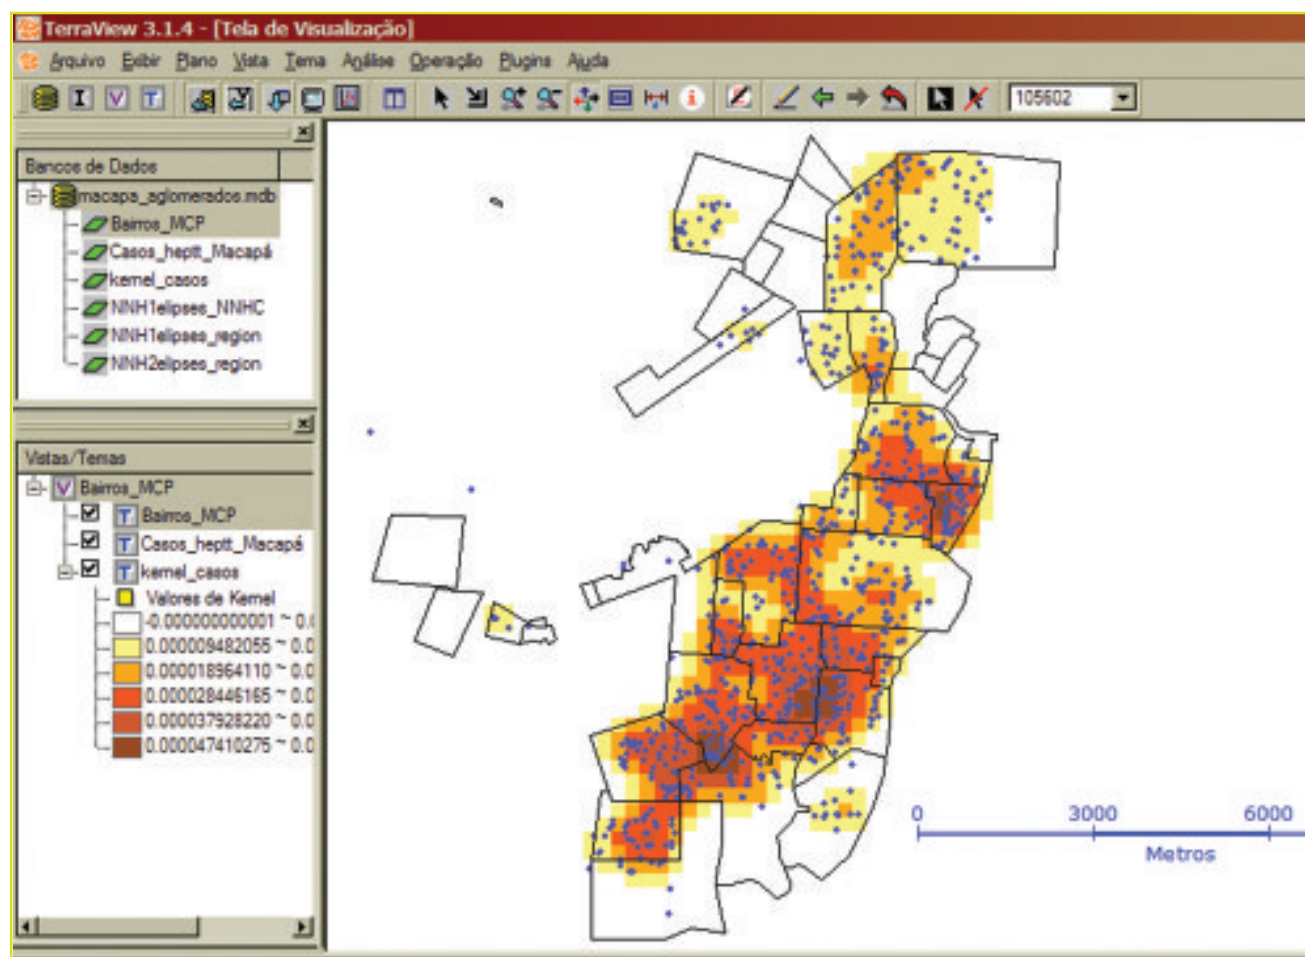 TerraView 3.1.4 - [Tela de Visualização]
Arquivo Exibir Plano Vista Tema Análise Operação Plugins Ajuda
I V T 105602
Bancos de Dados
macapa_aglomerados.mdb
Bairros_MCP
Casos_heptt_Macapá
kernel_casos
NNH1elipses_NNHC
NNH1elipses_region
NNH2elipses_region
Vistas/Temas
V Bairros_MCP
T Bairros_MCP
T Casos_heptt_Macapá
T kernel_casos
Valores de Kernel
-0.000000000001 ~ 0.0
0.000009482055 ~ 0.0
0.000018964110 ~ 0.0
0.000028446165 ~ 0.0
0.000037928220 ~ 0.0
0.000047410275 ~ 0.0
0 3000 6000
Metros